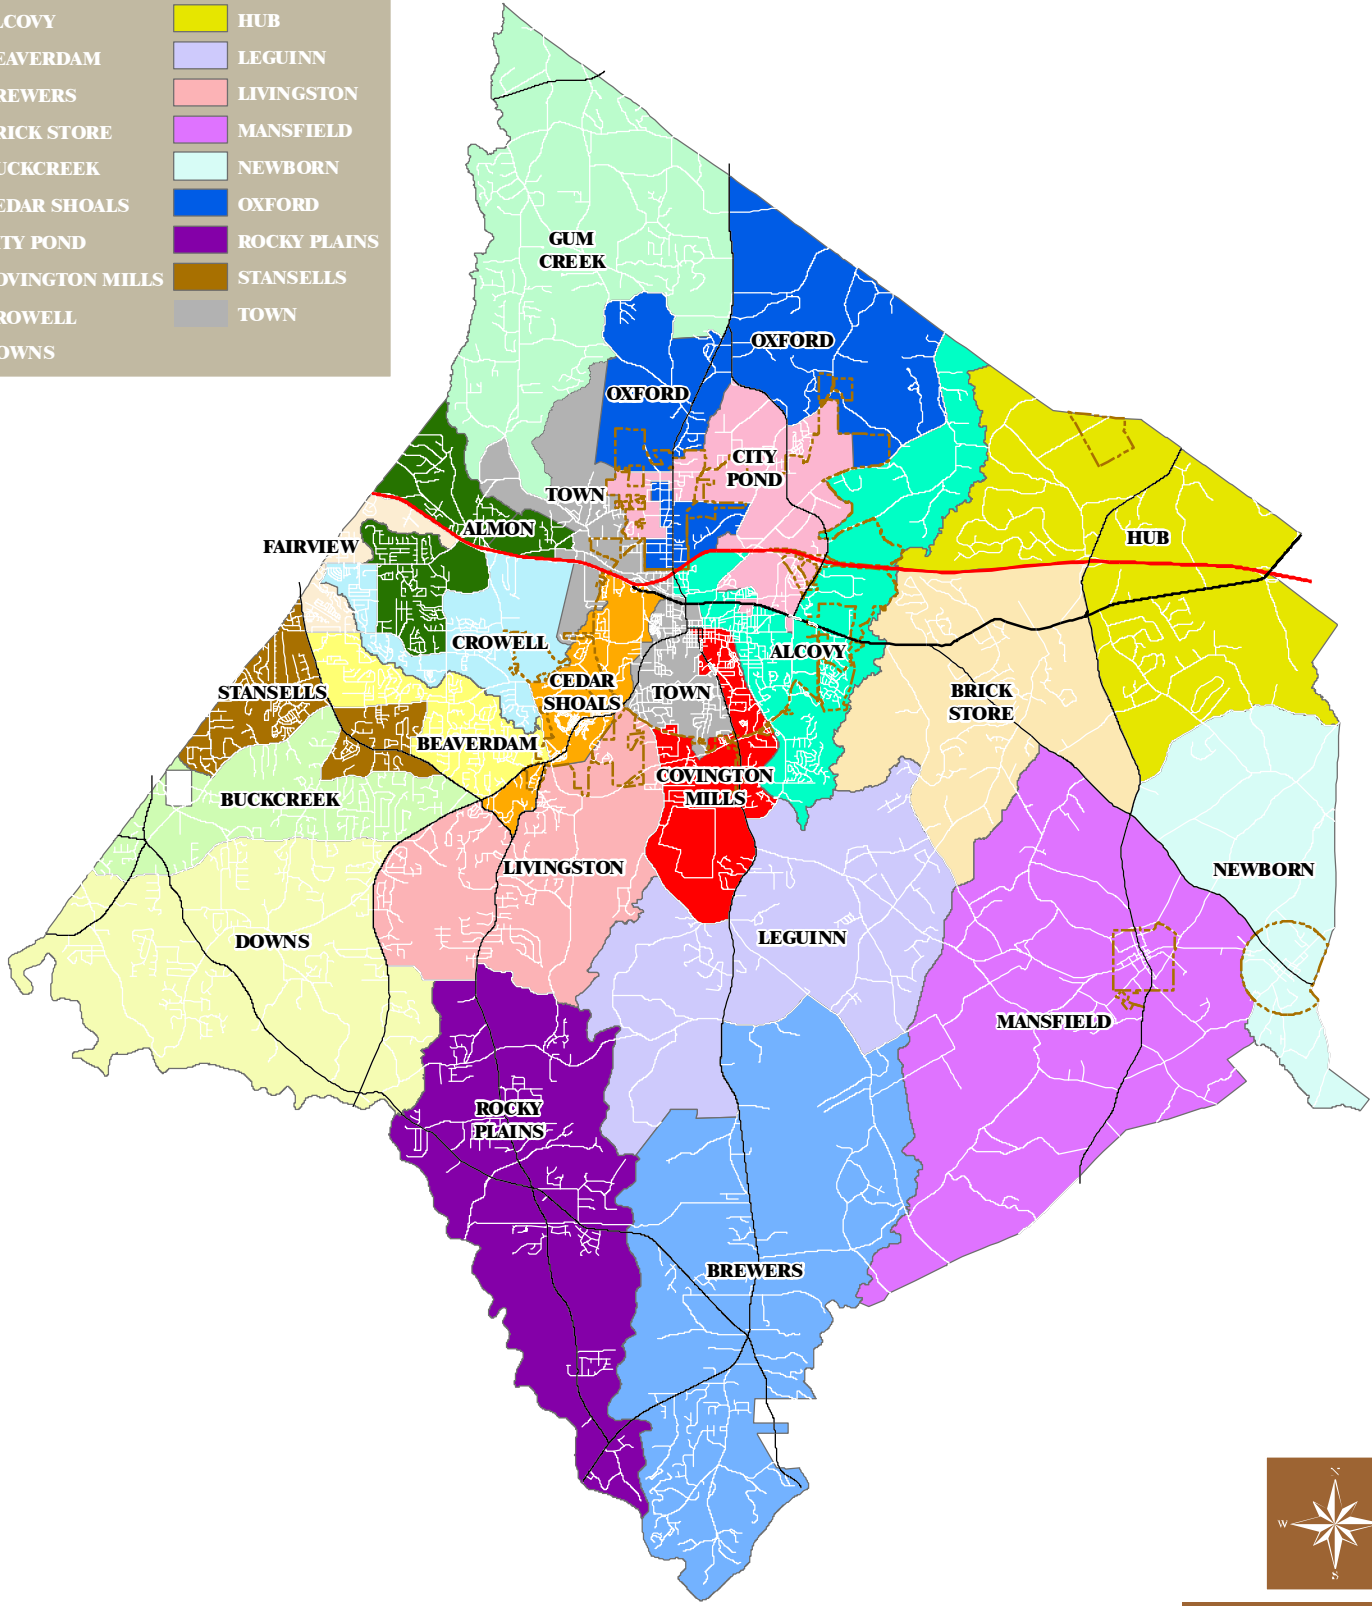 LCOVY
EAVERDAM
REWERS
RICK STORE
UCKCREEK
EDAR SHOALS
ITY POND
OVINGTON MILLS
ROWELL
OWNS
HUB
LEGUINN
LIVINGSTON
MANSFIELD
NEWBORN
OXFORD
ROCKY PLAINS
STANSELLS
TOWN
GUM
CREEK
OXFORD
OXFORD
CITY
POND
TOWN
ALMON
FAIRVIEW
HUB
CROWELL
ALCOVY
CEDAR
SHOALS
TOWN
STANSELLS
BRICK
STORE
BEAVERDAM
COVINGTON
MILLS
BUCKCREEK
LIVINGSTON
NEWBORN
DOWNS
LEGUINN
MANSFIELD
ROCKY
PLAINS
BREWERS
N
W
S